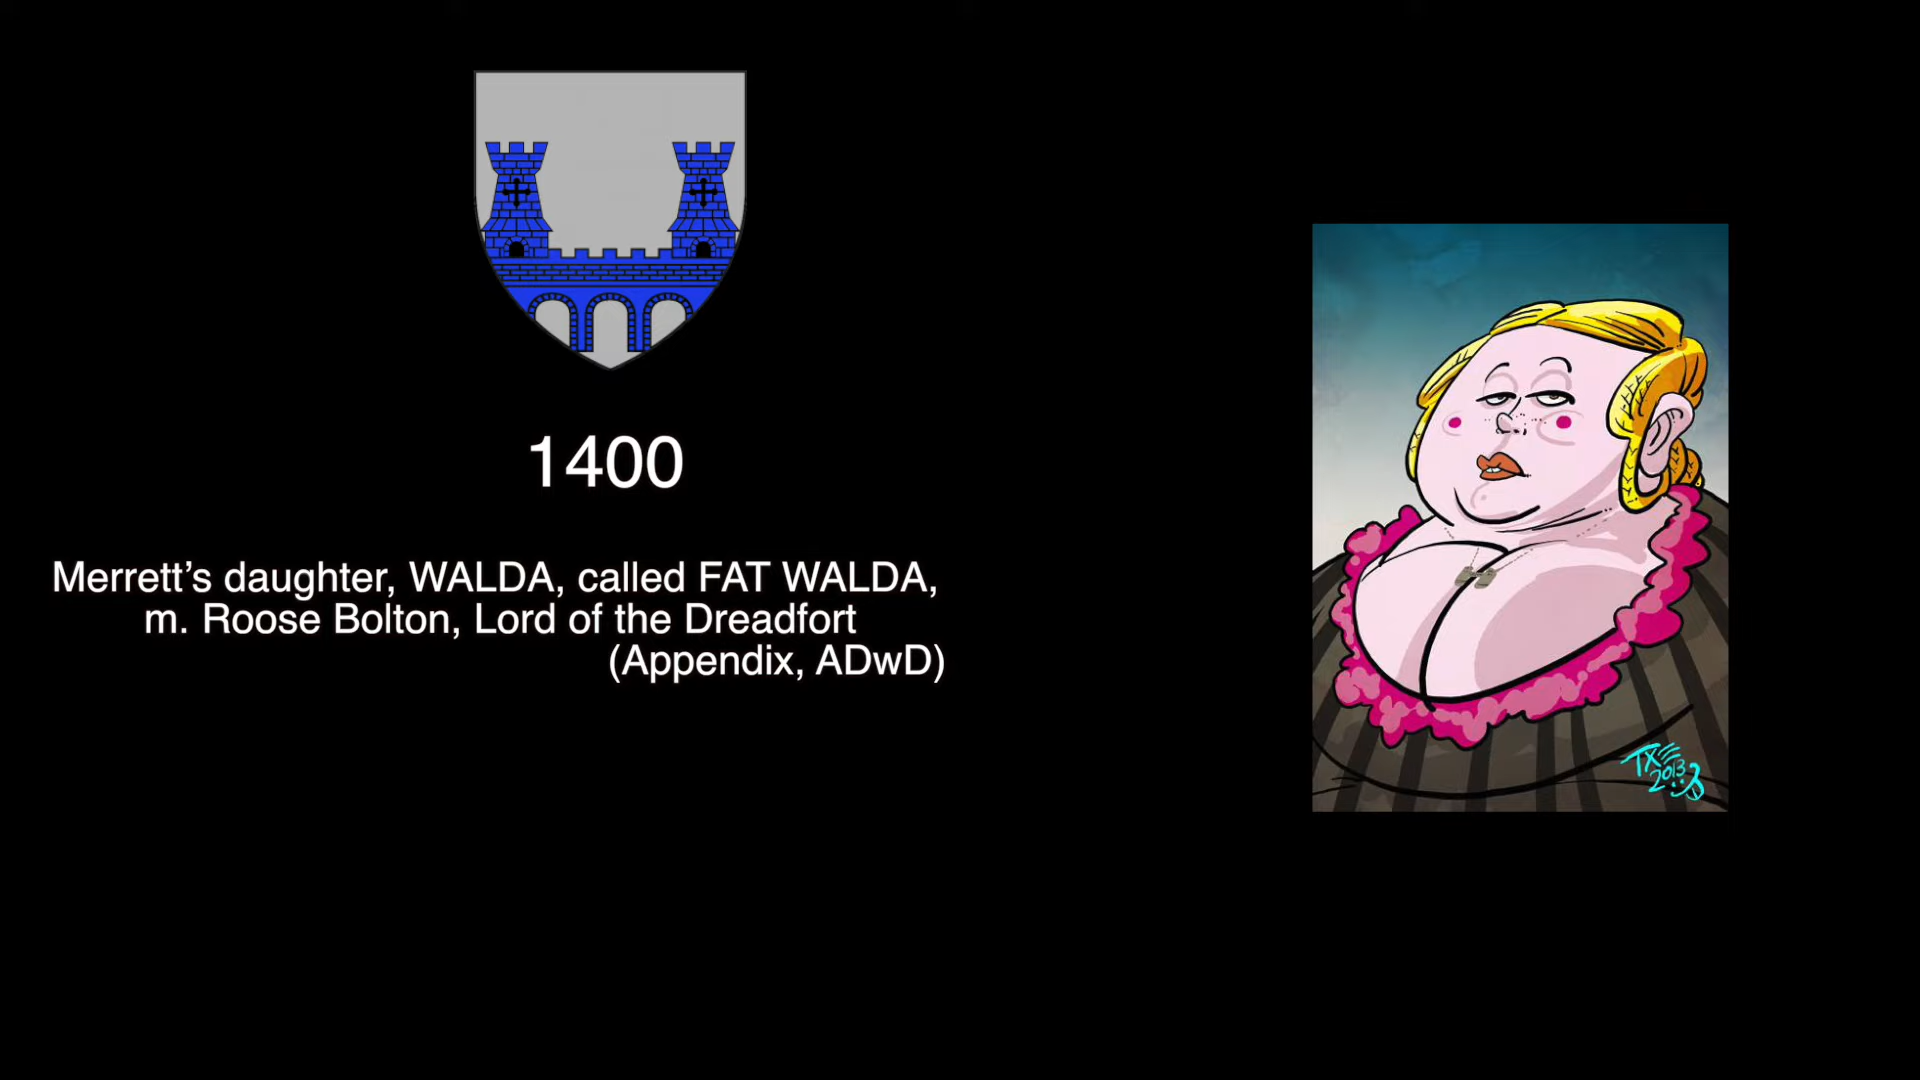 1400
Merrett’s daughter, WALDA, called FAT WALDA,
m. Roose Bolton, Lord of the Dreadfort
(Appendix, ADwD)
TX
2013